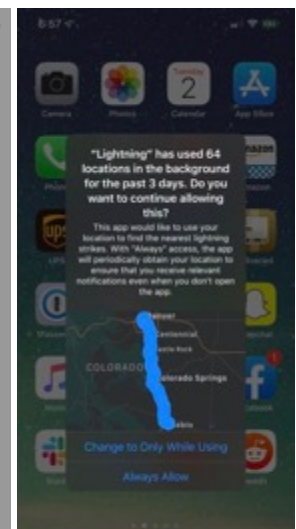 6:57
Tuesday
2
Camera
Photos
Calendar
App Store
"Lightning" has used 64
locations in the background
for the past 3 days. Do you
want to continue allowing
this?
This app would like to use your
location to find the nearest lightning
strikes. With "Always" access, the app
will periodically obtain your location to
ensure that you receive relevant
notifications even when you don't open
the app.
ups
UPS
Centennial
Castle Rock
COLORADO
Colorado Springs
1
Change to Only While Using
Always Allow